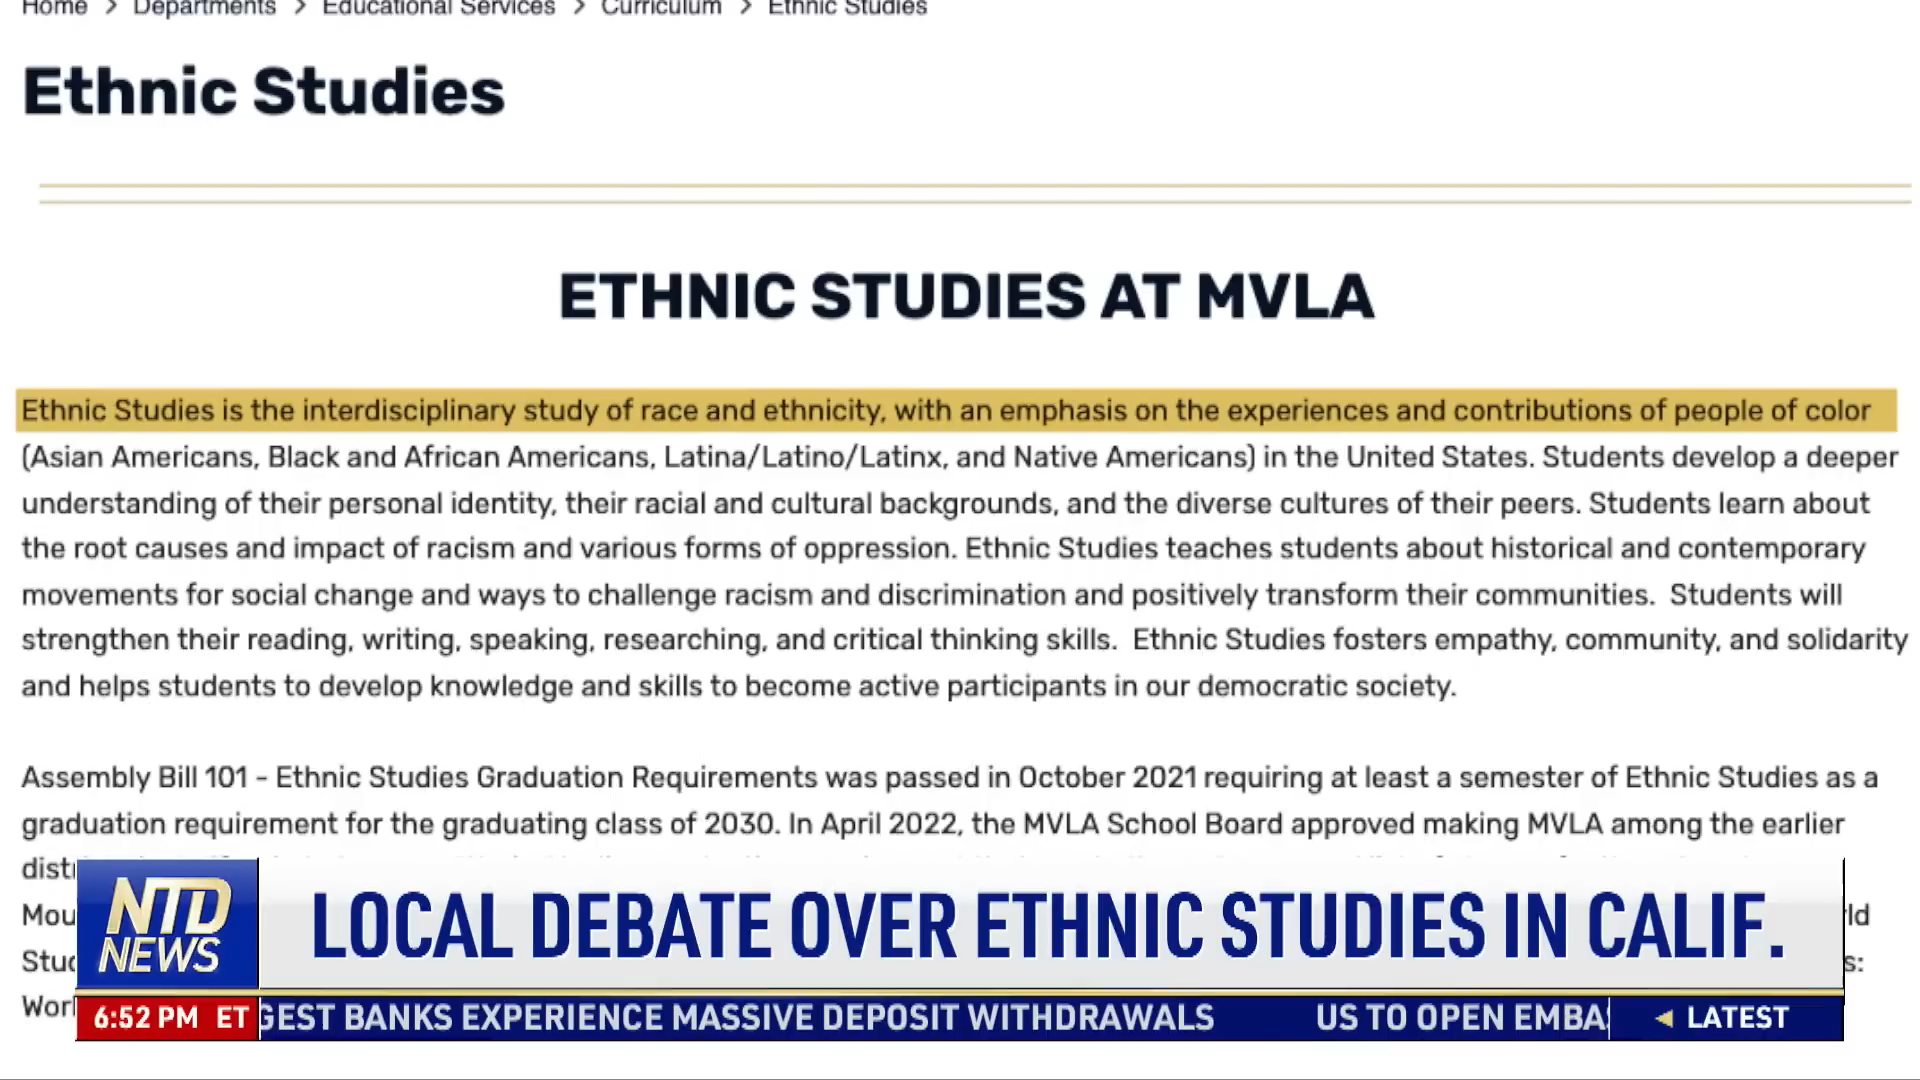 Home > Departments > Educational Services > Curriculum > Ethnic Studies
Ethnic Studies
ETHNIC STUDIES AT MVLA
Ethnic Studies is the interdisciplinary study of race and ethnicity, with an emphasis on the experiences and contributions of people of color
(Asian Americans, Black and African Americans, Latina/Latino/Latinx, and Native Americans) in the United States. Students develop a deeper
understanding of their personal identity, their racial and cultural backgrounds, and the diverse cultures of their peers. Students learn about
the root causes and impact of racism and various forms of oppression. Ethnic Studies teaches students about historical and contemporary
movements for social change and ways to challenge racism and discrimination and positively transform their communities.  Students will
strengthen their reading, writing, speaking, researching, and critical thinking skills.  Ethnic Studies fosters empathy, community, and solidarity
and helps students to develop knowledge and skills to become active participants in our democratic society.
Assembly Bill 101 - Ethnic Studies Graduation Requirements was passed in October 2021 requiring at least a semester of Ethnic Studies as a
graduation requirement for the graduating class of 2030. In April 2022, the MVLA School Board approved making MVLA among the earlier
NTD
NEWS
LOCAL DEBATE OVER ETHNIC STUDIES IN CALIF.
6:52 PM ET
GEST BANKS EXPERIENCE MASSIVE DEPOSIT WITHDRAWALS US TO OPEN EMBA
◄ LATEST